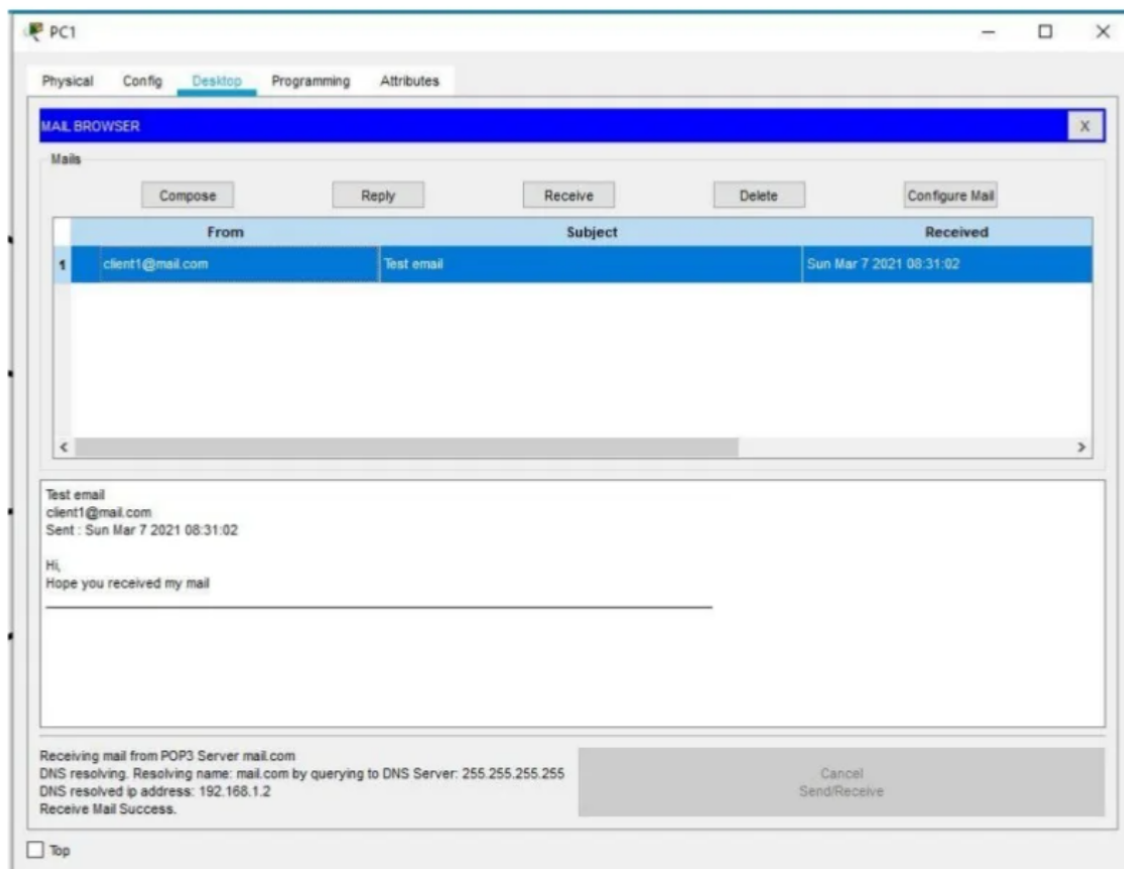 PC1
Physical Config Desktop Programming Attributes
MAIL BROWSER X
Mails
Compose Reply Receive Delete Configure Mail
From Subject Received
1 client1@mail.com Test email Sun Mar 7 2021 08:31:02
Test email
client1@mail.com
Sent : Sun Mar 7 2021 08:31:02
Hi,
Hope you received my mail
Receiving mail from POP3 Server mail.com
DNS resolving. Resolving name: mail.com by querying to DNS Server: 255.255.255.255
DNS resolved ip address: 192.168.1.2
Receive Mail Success.
Cancel
Send/Receive
Top